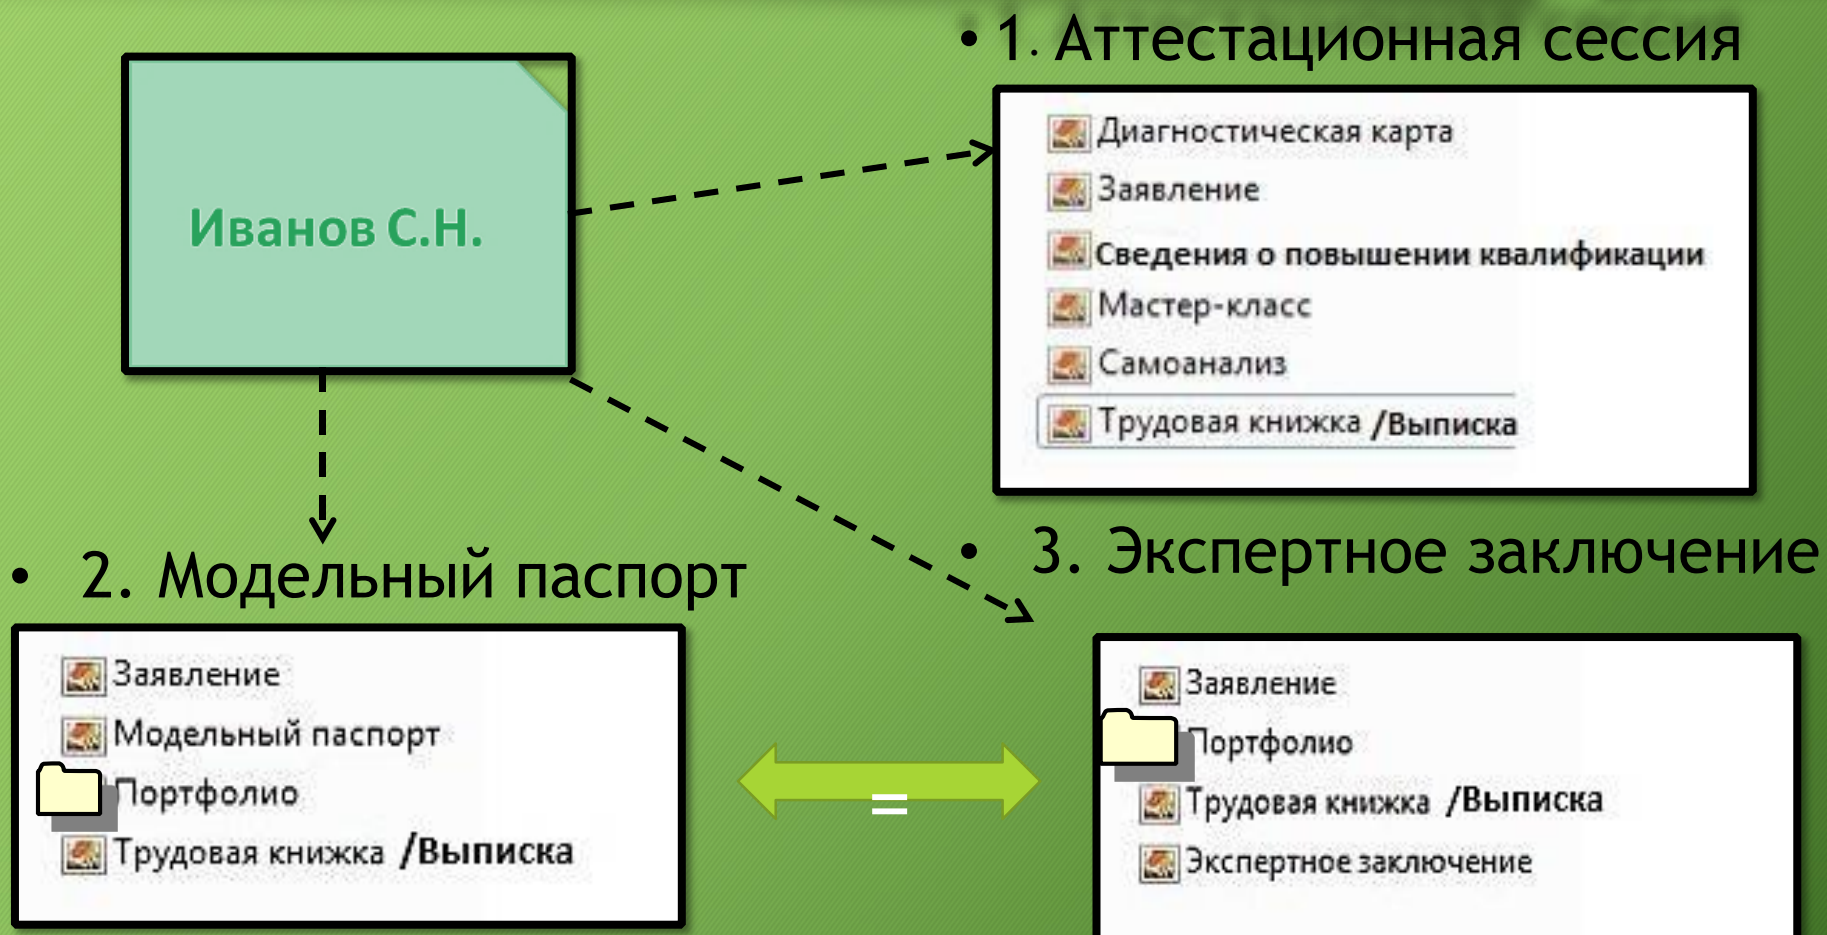 • 1. Аттестационная сессия
Иванов С.Н.
Диагностическая карта
Заявление
Сведения о повышении квалификации
Мастер-класс
Самоанализ
Трудовая книжка /Выписка
• 2. Модельный паспорт
Заявление
Модельный паспорт
Портфолио
Трудовая книжка /Выписка
=
• 3. Экспертное заключение
Заявление
Портфолио
Трудовая книжка /Выписка
Экспертное заключение